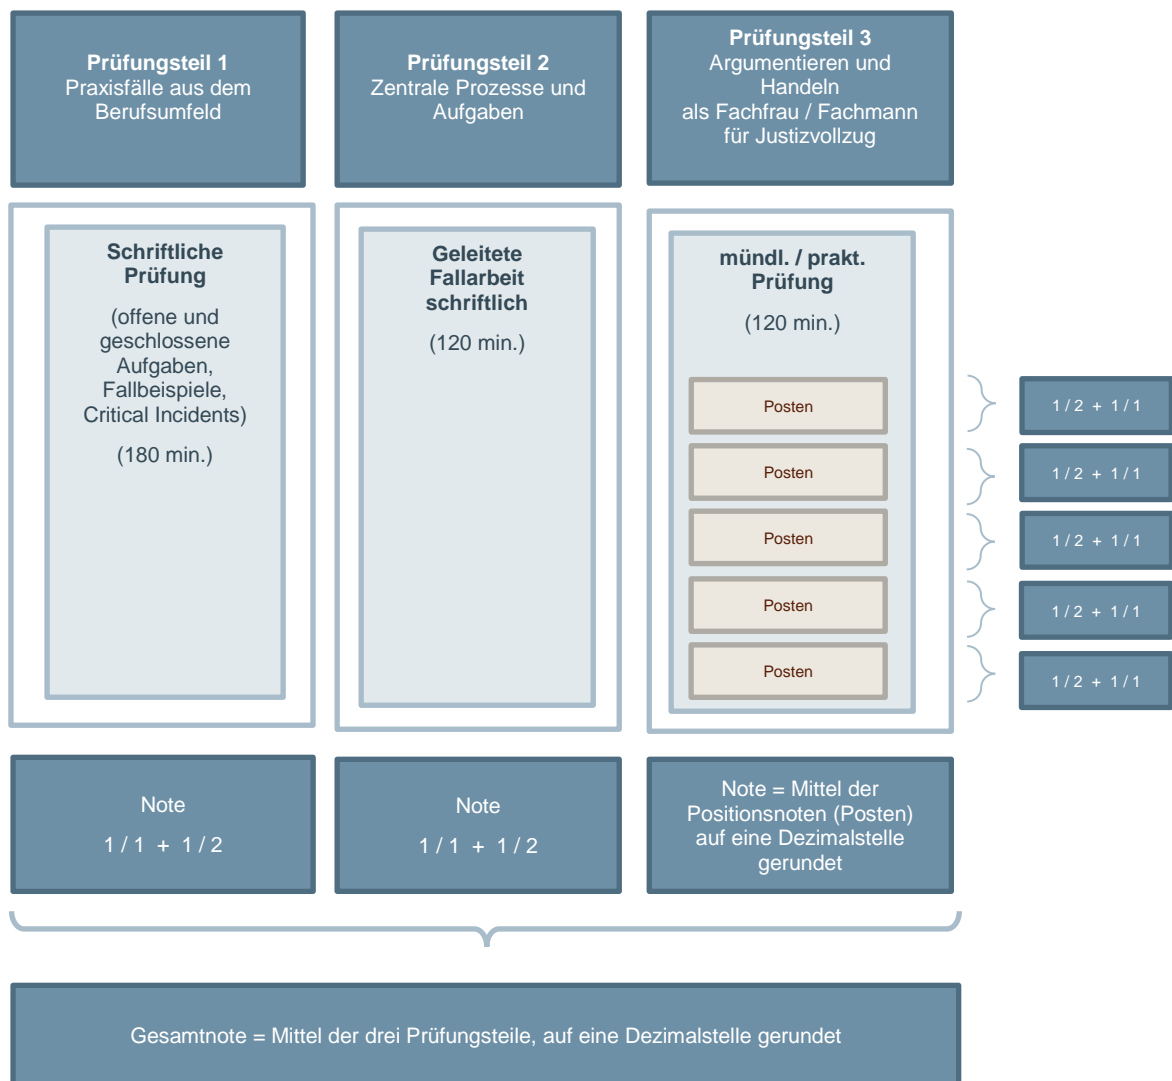 Prüfungsteil 1
Praxisfälle aus dem
Berufsumfeld
Prüfungsteil 2
Zentrale Prozesse und
Aufgaben
Prüfungsteil 3
Argumentieren und
Handeln
als Fachfrau / Fachmann
für Justizvollzug
Schriftliche
Prüfung
(offene und
geschlossene
Aufgaben,
Fallbeispiele,
Critical Incidents)
(180 min.)
Geleitete
Fallarbeit
schriftlich
(120 min.)
mündl. / prakt.
Prüfung
(120 min.)
Posten
1 / 2 + 1 / 1
Posten
1 / 2 + 1 / 1
Posten
1 / 2 + 1 / 1
Posten
1 / 2 + 1 / 1
Posten
1 / 2 + 1 / 1
Note
1 / 1 + 1 / 2
Note
1 / 1 + 1 / 2
Note = Mittel der
Positionsnoten (Posten)
auf eine Dezimalstelle
gerundet
Gesamtnote = Mittel der drei Prüfungsteile, auf eine Dezimalstelle gerundet